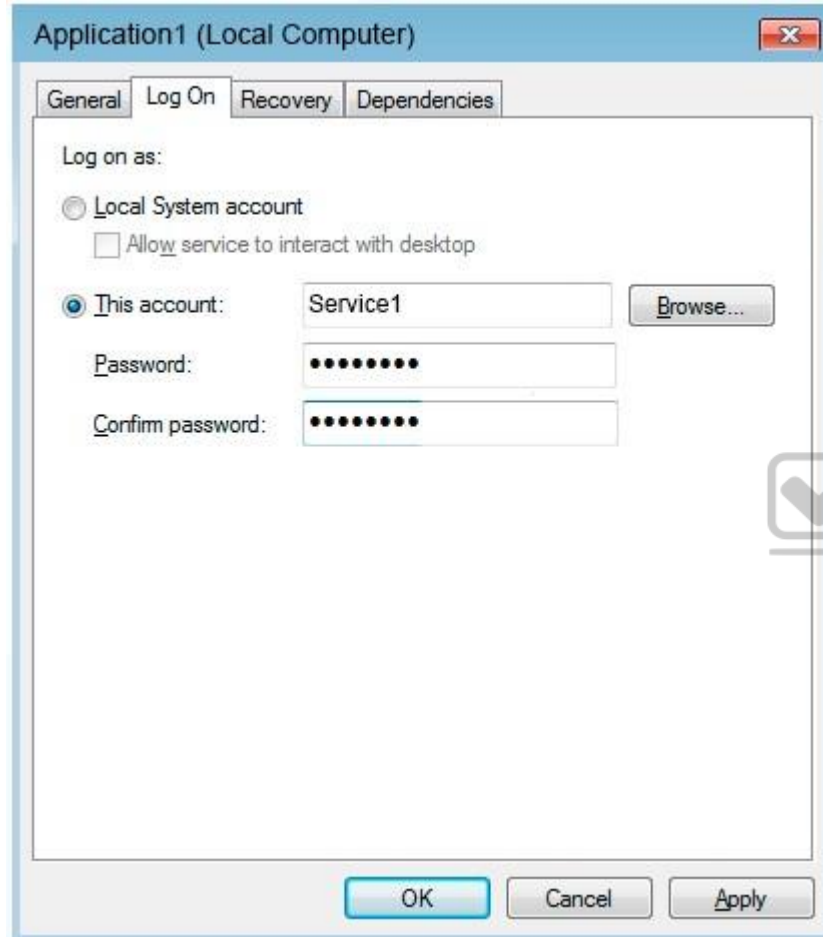 Application1 (Local Computer)
General Log On Recovery Dependencies
Log on as:
Local System account
Allow service to interact with desktop
This account: Service1 Browse...
Password: ••••••••
Confirm password: ••••••••
OK Cancel Apply